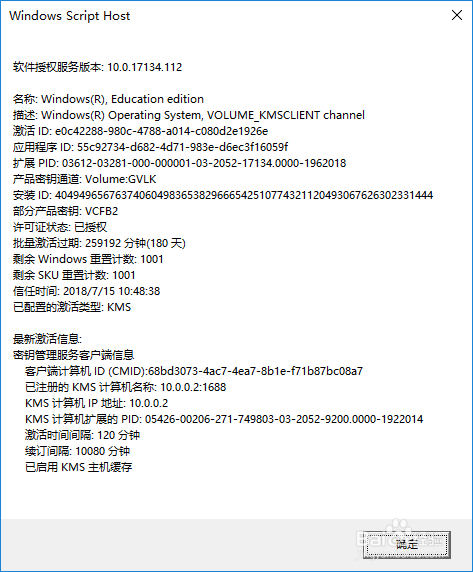 Windows Script Host
软件授权服务版本: 10.0.17134.112
名称: Windows(R), Education edition
描述: Windows(R) Operating System, VOLUME_KMSCLIENT channel
激活 ID: e0c42288-980c-4788-a014-c080d2e1926e
应用程序 ID: 55c92734-d682-4d71-983e-d6ec3f16059f
扩展 PID: 03612-03281-000-000001-03-2052-17134.0000-1962018
产品密钥通道: Volume:GVLK
安装 ID: 404949656763740604983653829666542510774321120493067626302331444
部分产品密钥: VCFB2
许可证状态: 已授权
批量激活过期: 259192 分钟(180 天)
剩余 Windows 重置计数: 1001
剩余 SKU 重置计数: 1001
信任时间: 2018/7/15 10:48:38
已配置的激活类型: KMS
最新激活信息:
密钥管理服务客户端信息
客户端计算机 ID (CMID):68bd3073-4ac7-4ea7-8b1e-f71b87bc08a7
已注册的 KMS 计算机名称: 10.0.0.2:1688
KMS 计算机 IP 地址: 10.0.0.2
KMS 计算机扩展的 PID: 05426-00206-271-749803-03-2052-9200.0000-1922014
激活时间间隔: 120 分钟
续订间隔: 10080 分钟
已启用 KMS 主机缓存
确定